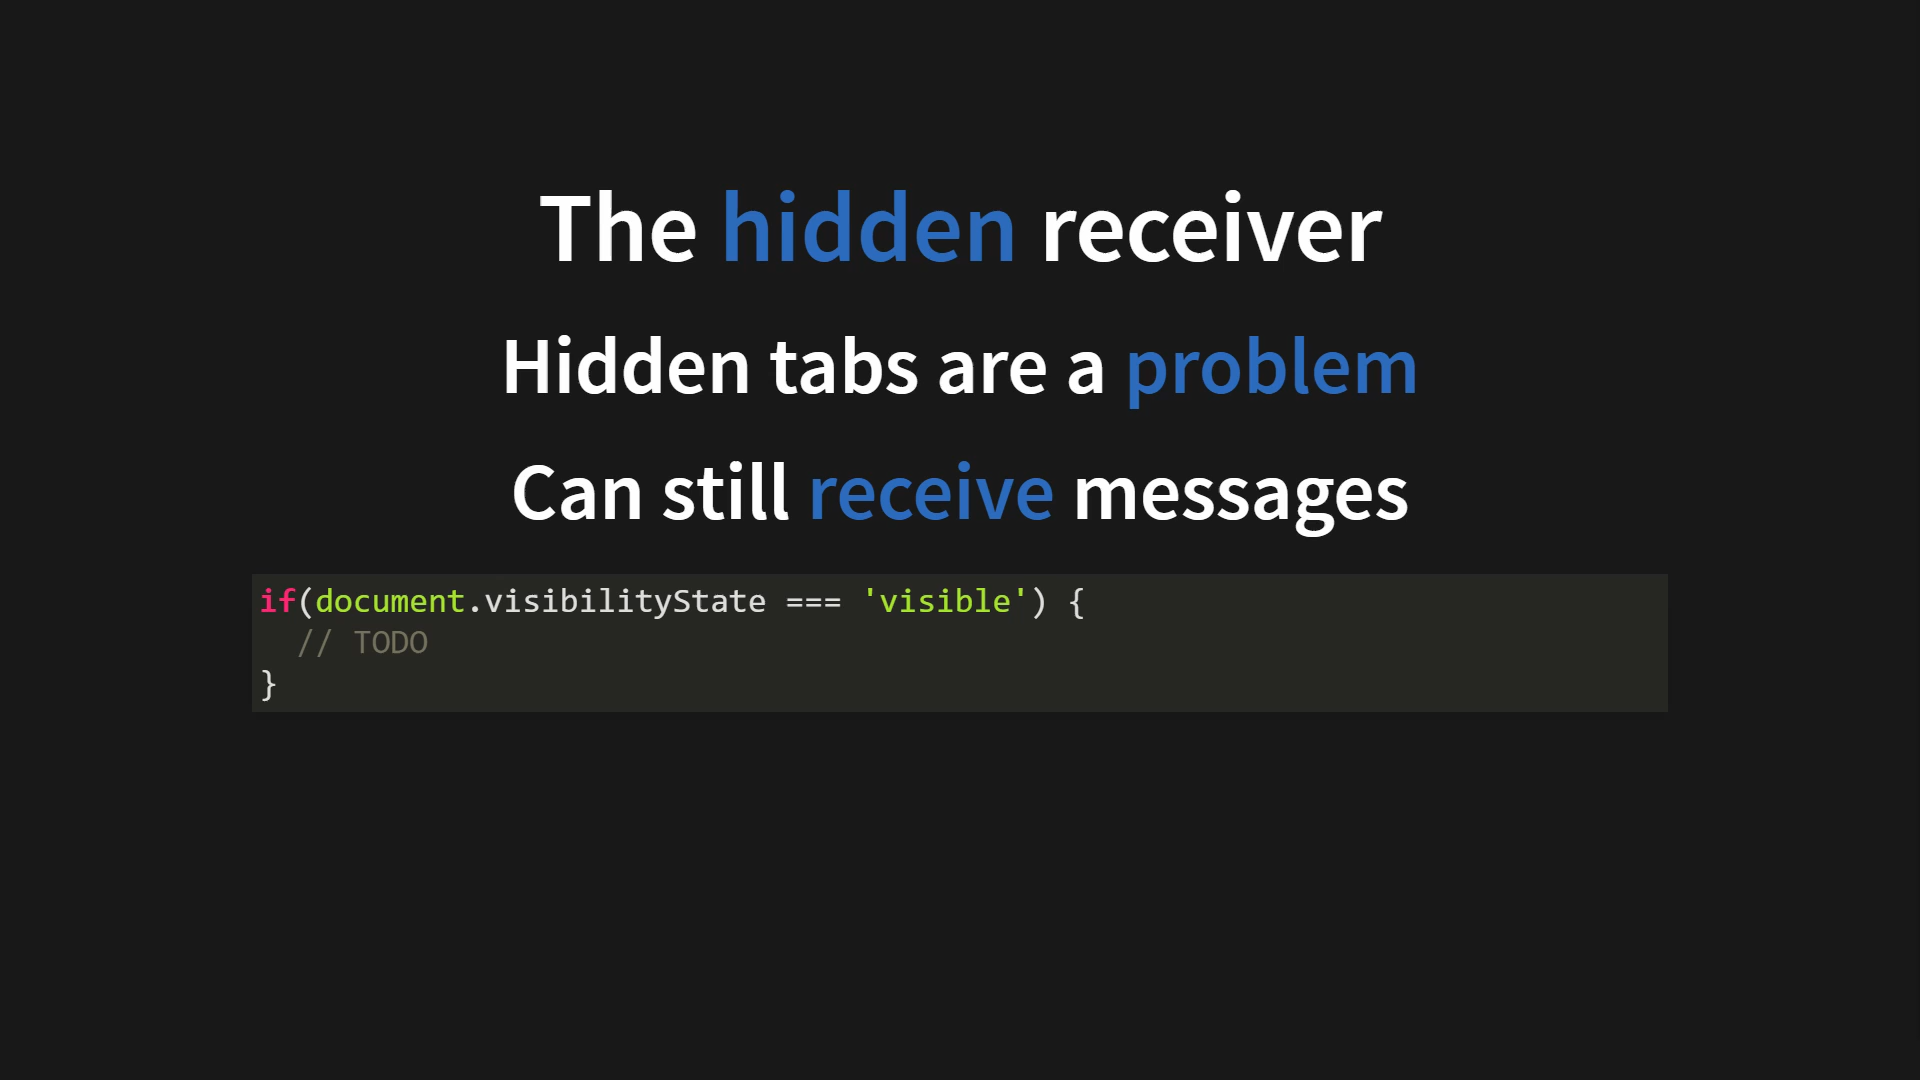 The hidden receiver
Hidden tabs are a problem
Can still receive messages
if(document.visibilityState === 'visible') {
  // TODO
}